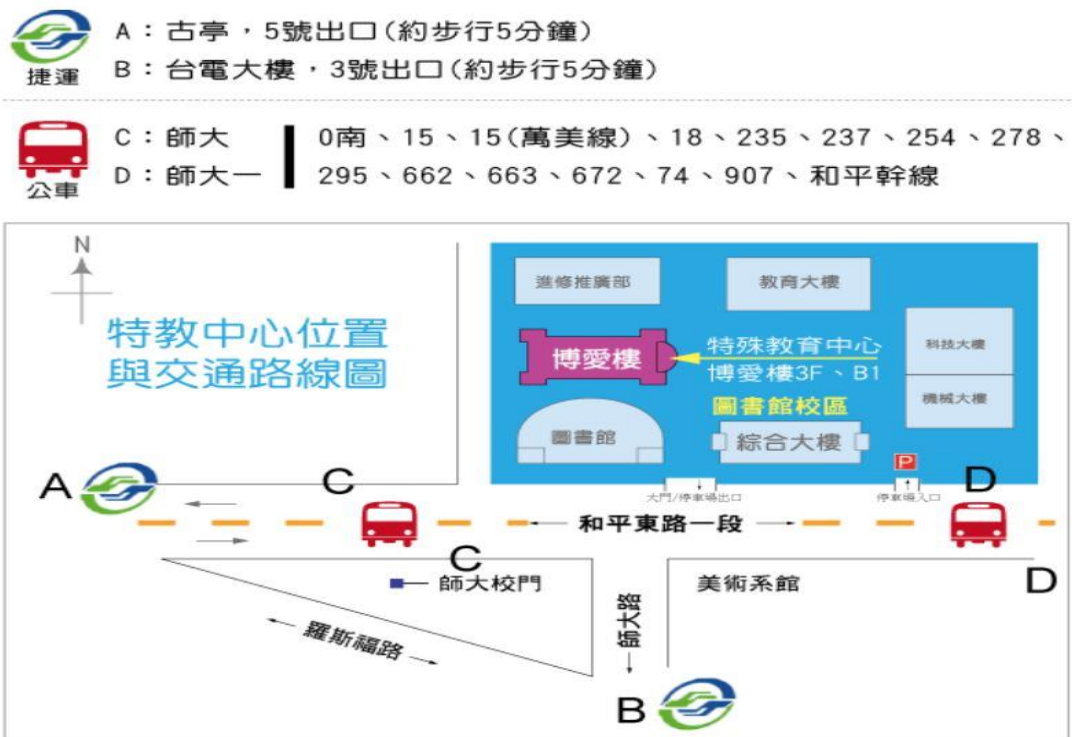 A：古亭，5號出口(約步行5分鐘)
捷運
B：台電大樓，3號出口(約步行5分鐘)
C：師大
0南、15、15(萬美線)、18、235、237、254、278、
D：師大一
295、662、663、672、74、907、和平幹線
公車
N
特教中心位置
與交通路線圖
進修推廣部
教育大樓
博愛樓
特殊教育中心
博愛樓3F、B1
科技大樓
機械大樓
圖書館校區
圖書館
綜合大樓
P
A
C
大門/停車場出口
停車場入口
D
和平東路一段
C
師大校門
美術系館
D
羅斯福路
師大路
B